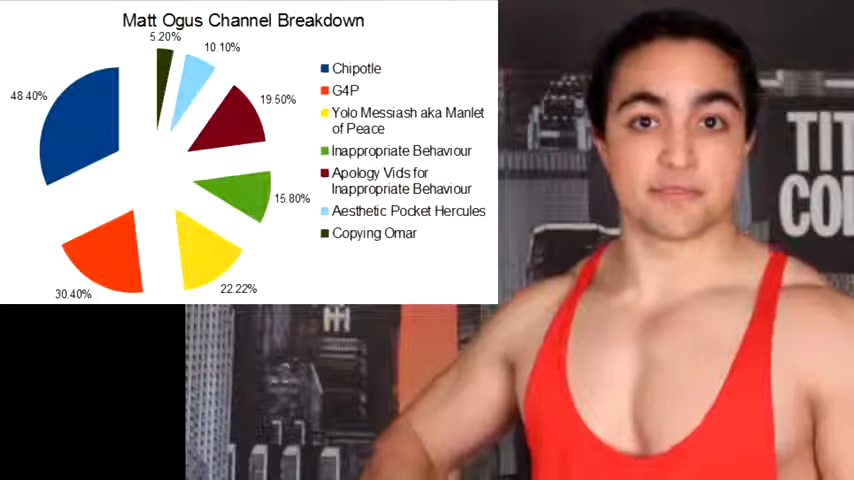 Matt Ogus Channel Breakdown
5.20%
10.10%
48.40%
19.50%
15.80%
22.22%
30.40%
Chipotle
G4P
Yolo Messiash aka Manlet
of Peace
Inappropriate Behaviour
Apology Vids for
Inappropriate Behaviour
Aesthetic Pocket Hercules
Copying Omar
TIT
COL